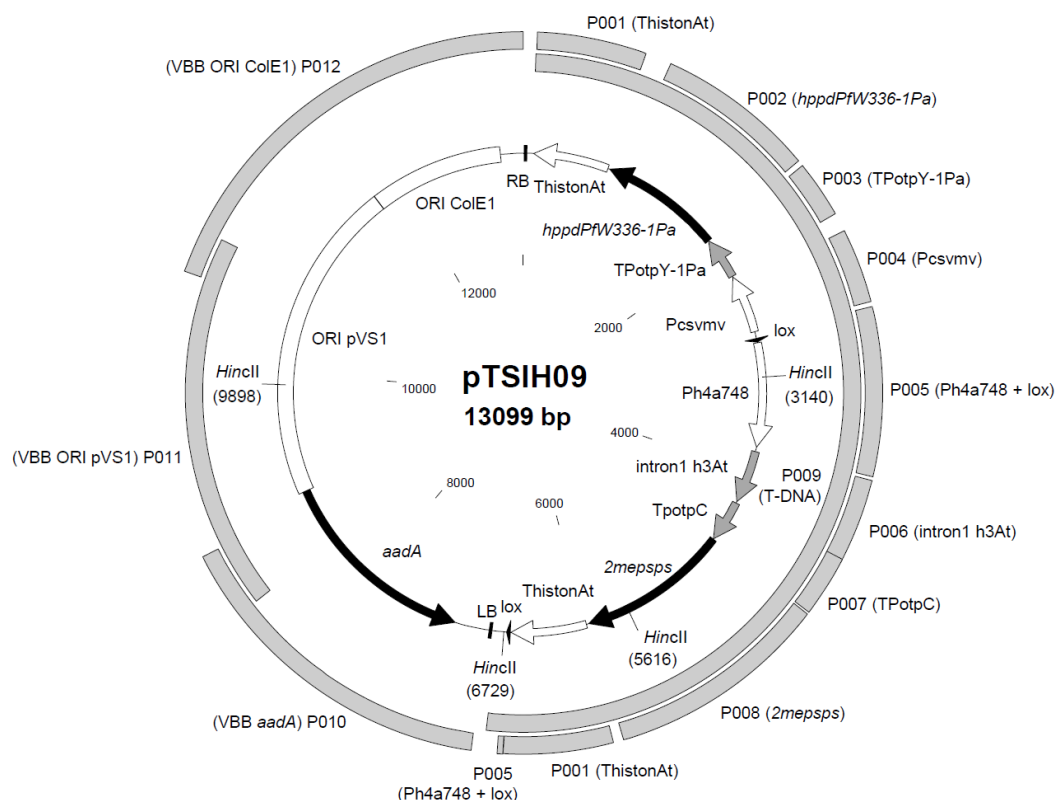 P001 (ThistonAt)
(VBB ORI ColE1) P012
P002 (hppdPfW336-1Pa)
P003 (TPotpY-1Pa)
RB
ThistonAt
ORI ColE1
hppdPfW336-1Pa
P004 (Pcsvmv)
TPotpY-1Pa
12000
2000
Pcsvmv
lox
ORI pVS1
HincII
(9898)
10000
pTSIH09
13099 bp
Ph4a748
HincII
(3140)
P005 (Ph4a748 + lox)
4000
(VBB ORI pVS1) P011
intron1 h3At
P009
(T-DNA)
8000
6000
TpotpC
P006 (intron1 h3At)
aadA
2mepsps
ThistonAt
LB
lox
P007 (TPotpC)
HincII
(5616)
HincII
(6729)
(VBB aadA) P010
P008 (2mepsps)
P005
(Ph4a748 + lox)
P001 (ThistonAt)